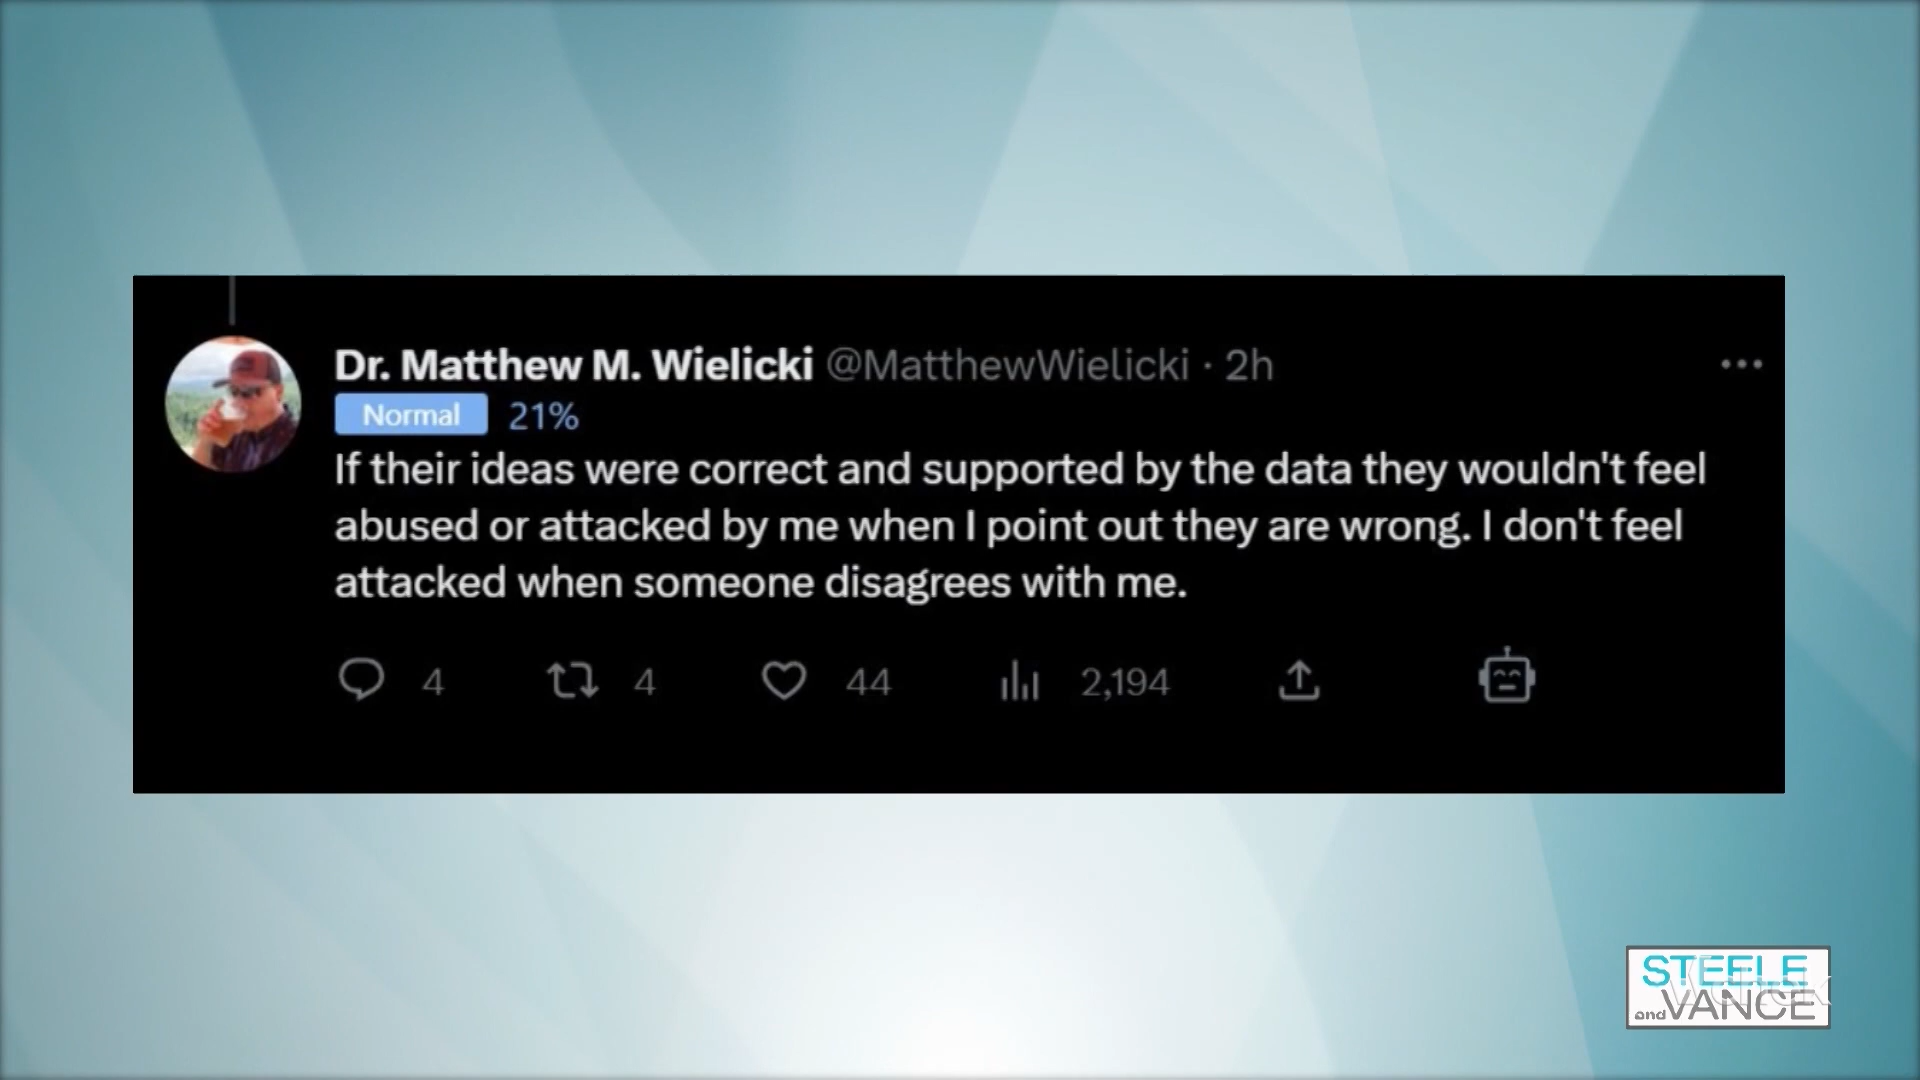 Dr. Matthew M. Wielicki @MatthewWielicki · 2h
Normal 21%
If their ideas were correct and supported by the data they wouldn't feel
abused or attacked by me when I point out they are wrong. I don't feel
attacked when someone disagrees with me.
4 4 44 2,194
STEELE
and VANCE